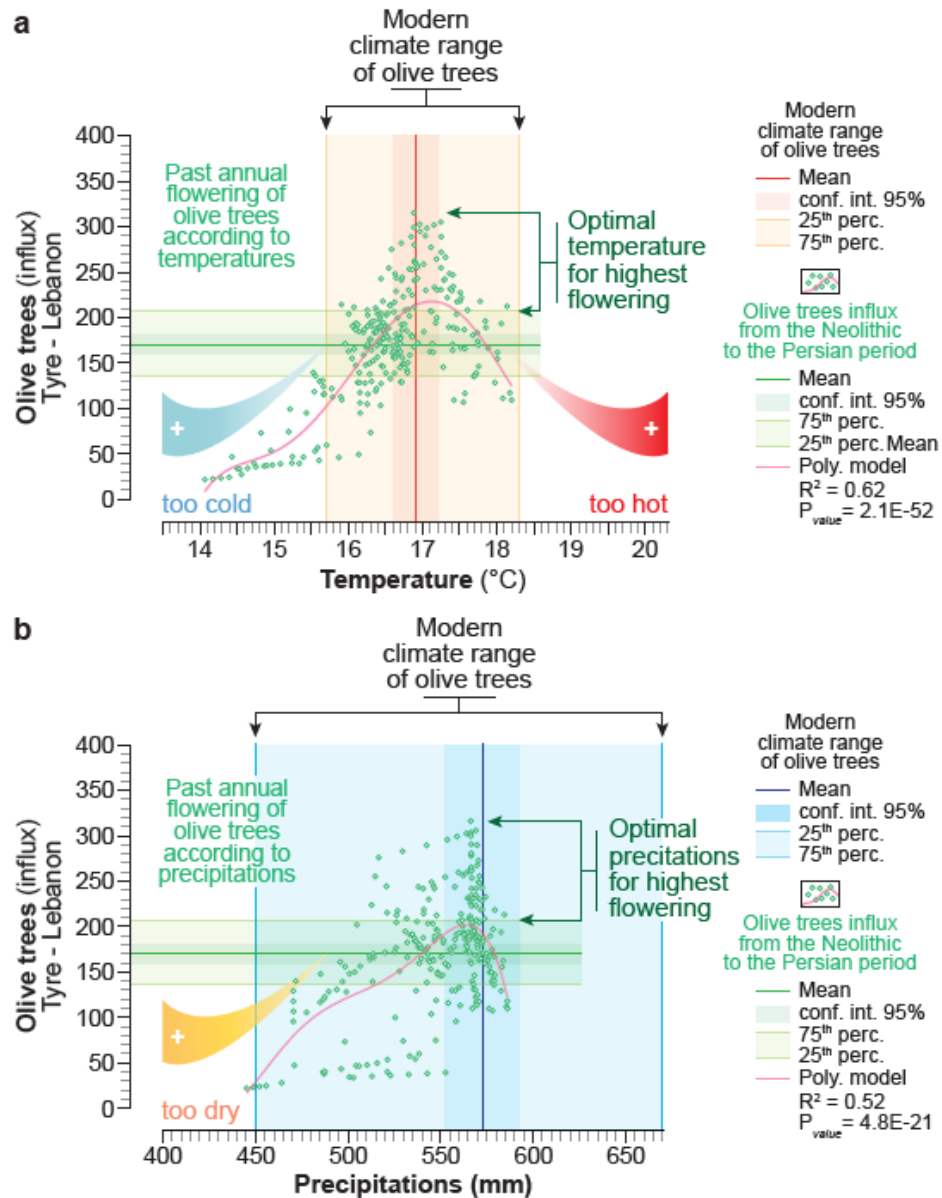 a
Modern
climate range
of olive trees
400
350
300
250
200
150
100
50
0
Olive trees (influx)
Tyre - Lebanon
Past annual
flowering of
olive trees
according to
temperatures
Optimal
temperature
for highest
flowering
+
+
too cold
too hot
14 15 16 17 18 19 20
Temperature (°C)
Modern
climate range
of olive trees
Mean
conf. int. 95%
25th perc.
75th perc.
Olive trees influx
from the Neolithic
to the Persian period
Mean
conf. int. 95%
75th perc.
25th perc. Mean
Poly. model
R² = 0.62
Pvalue = 2.1E-52
b
Modern
climate range
of olive trees
400
350
300
250
200
150
100
50
0
Olive trees (influx)
Tyre - Lebanon
Past annual
flowering of
olive trees
according to
precipitations
Optimal
precitations
for highest
flowering
+
too dry
400 450 500 550 600 650
Precipitations (mm)
Modern
climate range
of olive trees
Mean
conf. int. 95%
25th perc.
75th perc.
Olive trees influx
from the Neolithic
to the Persian period
Mean
conf. int. 95%
75th perc.
25th perc.
Poly. model
R² = 0.52
Pvalue = 4.8E-21